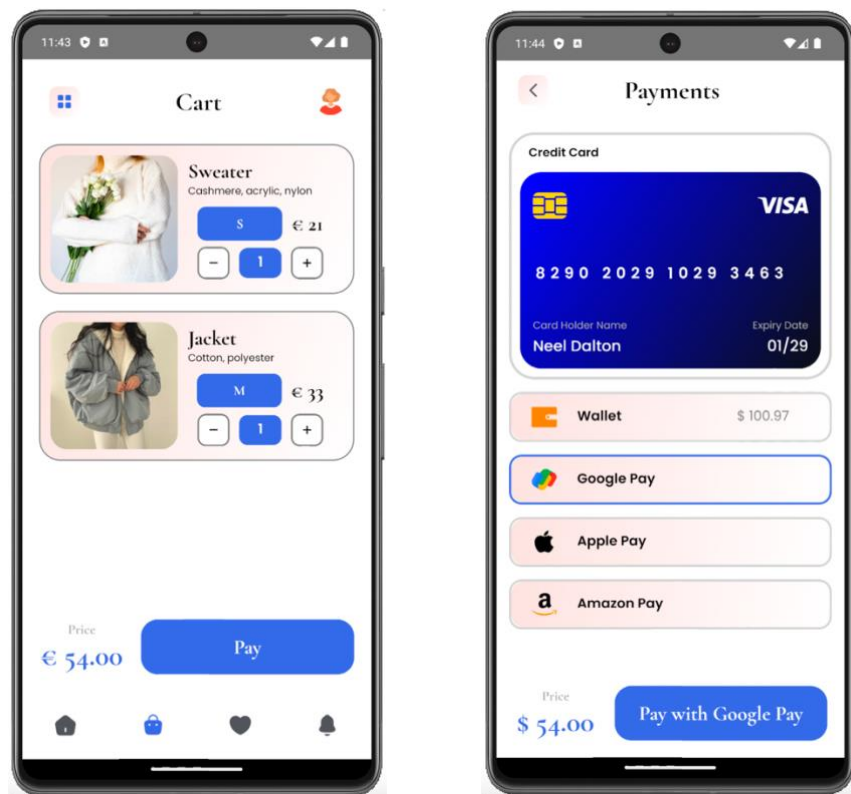 11:43
Cart
Sweater
Cashmere, acrylic, nylon
S € 21
- 1 +
Jacket
Cotton, polyester
M € 33
- 1 +
Price
€ 54.00
Pay
11:44
Payments
Credit Card
VISA
8290 2029 1029 3463
Card Holder Name Expiry Date
Neel Dalton 01/29
Wallet $ 100.97
Google Pay
Apple Pay
a Amazon Pay
Price
$ 54.00
Pay with Google Pay